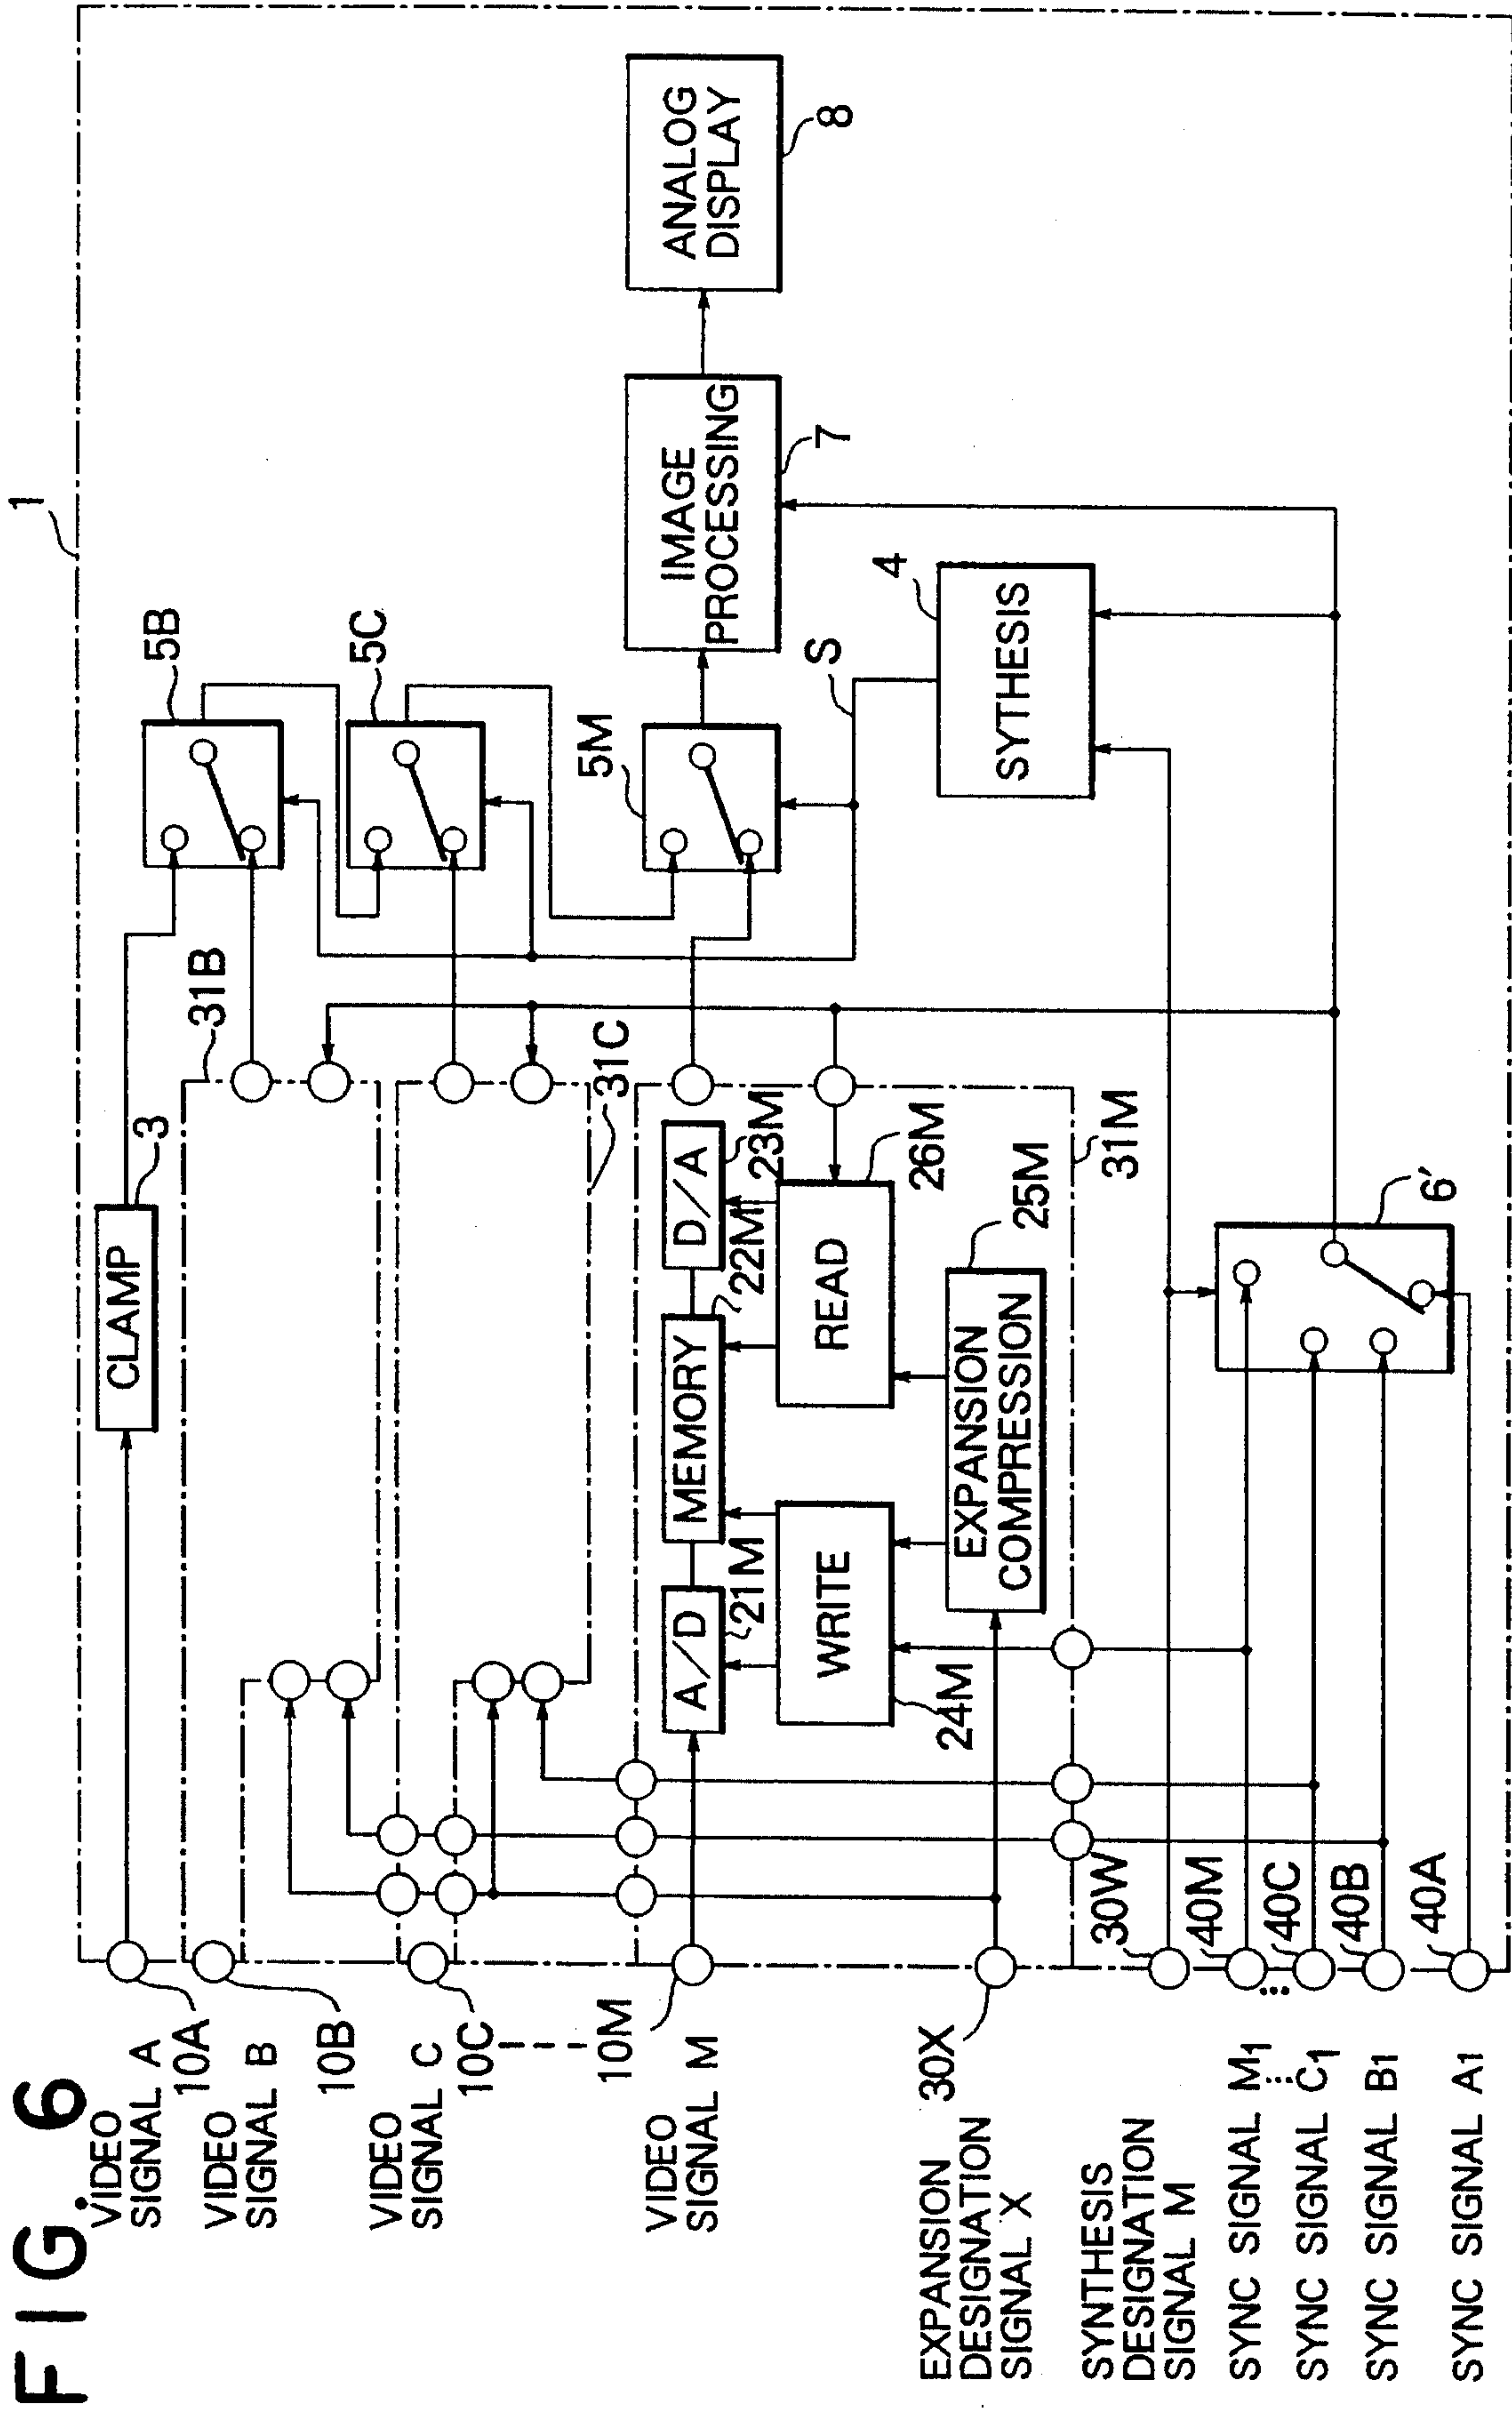 FIG. 6
1
VIDEO
SIGNAL A
10A
CLAMP
3
5B
VIDEO
SIGNAL B
10B
31B
5C
VIDEO
SIGNAL C
10C
31C
10M
VIDEO
SIGNAL M
A/D
21M
MEMORY
22M
D/A
23M
5M
IMAGE
PROCESSING
7
ANALOG
DISPLAY
8
S
WRITE
24M
READ
26M
EXPANSION
COMPRESSION
25M
31M
SYTHESIS
4
30X
EXPANSION
DESIGNATION
SIGNAL X
30W
SYNTHESIS
DESIGNATION
SIGNAL M
40M
SYNC SIGNAL M1
40C
SYNC SIGNAL C1
40B
SYNC SIGNAL B1
40A
SYNC SIGNAL A1
6'